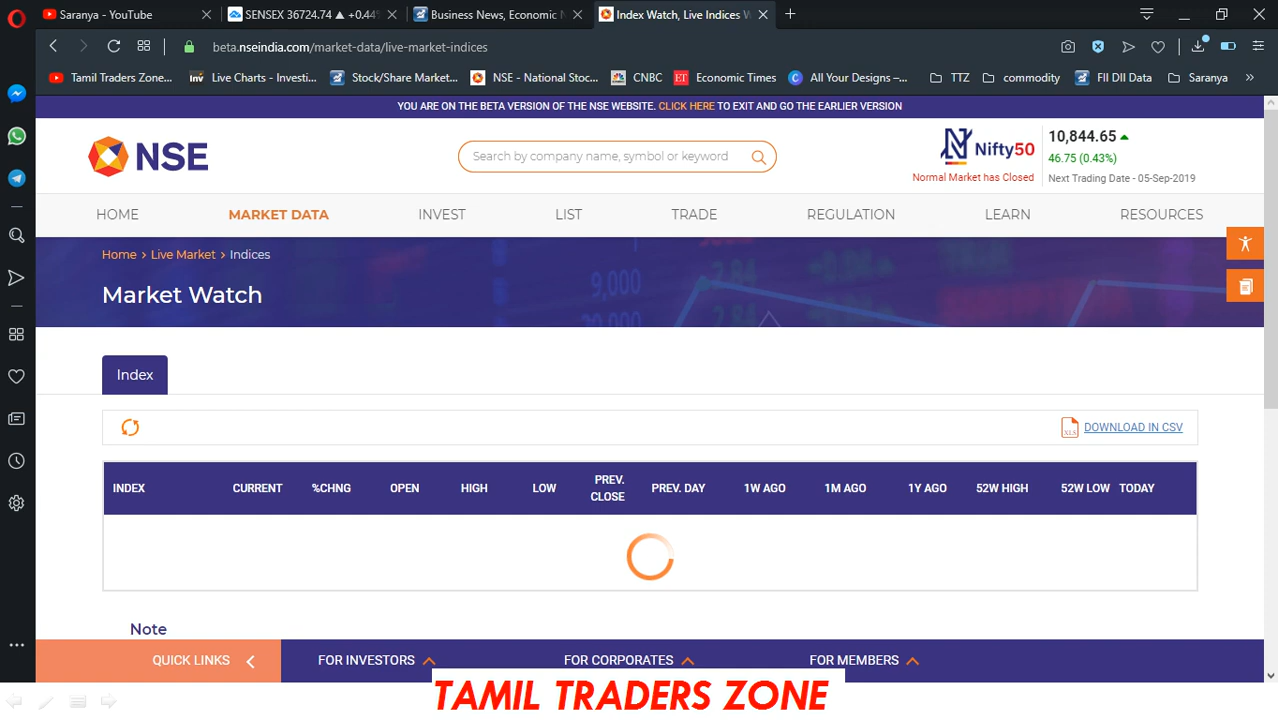 Saranya - YouTube
SENSEX 36724.74 ▲ +0.44
Business News, Economic N
Index Watch, Live Indices W
beta.nseindia.com/market-data/live-market-indices
Tamil Traders Zone...
Inv Live Charts - Investi...
Stock/Share Market...
NSE - National Stoc...
CNBC
ET Economic Times
All Your Designs –...
TTZ
commodity
FII DII Data
Saranya
YOU ARE ON THE BETA VERSION OF THE NSE WEBSITE. CLICK HERE TO EXIT AND GO THE EARLIER VERSION
NSE
Search by company name, symbol or keyword
Nifty50
Normal Market has Closed
10,844.65
46.75 (0.43%)
Next Trading Date - 05-Sep-2019
HOME
MARKET DATA
INVEST
LIST
TRADE
REGULATION
LEARN
RESOURCES
Home > Live Market > Indices
9,000
2.84
Market Watch
Index
XLS DOWNLOAD IN CSV
INDEX
CURRENT
%CHNG
OPEN
HIGH
LOW
PREV.
CLOSE
PREV. DAY
1W AGO
1M AGO
1Y AGO
52W HIGH
52W LOW
TODAY
Note
QUICK LINKS
FOR INVESTORS
FOR CORPORATES
FOR MEMBERS
TAMIL TRADERS ZONE